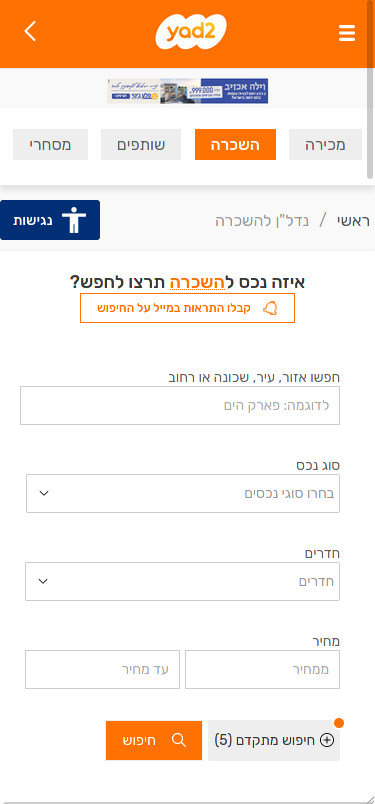 yad2
וילה אכזיב
999,000
מכירה
השכרה
שותפים
מסחרי
ראשי / נדל"ן להשכרה
נגישות
איזה נכס להשכרה תרצו לחפש?
קבלו התראות במייל על החיפוש
חפשו אזור, עיר, שכונה או רחוב
לדוגמה: פארק הים
סוג נכס
בחרו סוגי נכסים
חדרים
חדרים
מחיר
ממחיר
עד מחיר
חיפוש מתקדם (5)
חיפוש